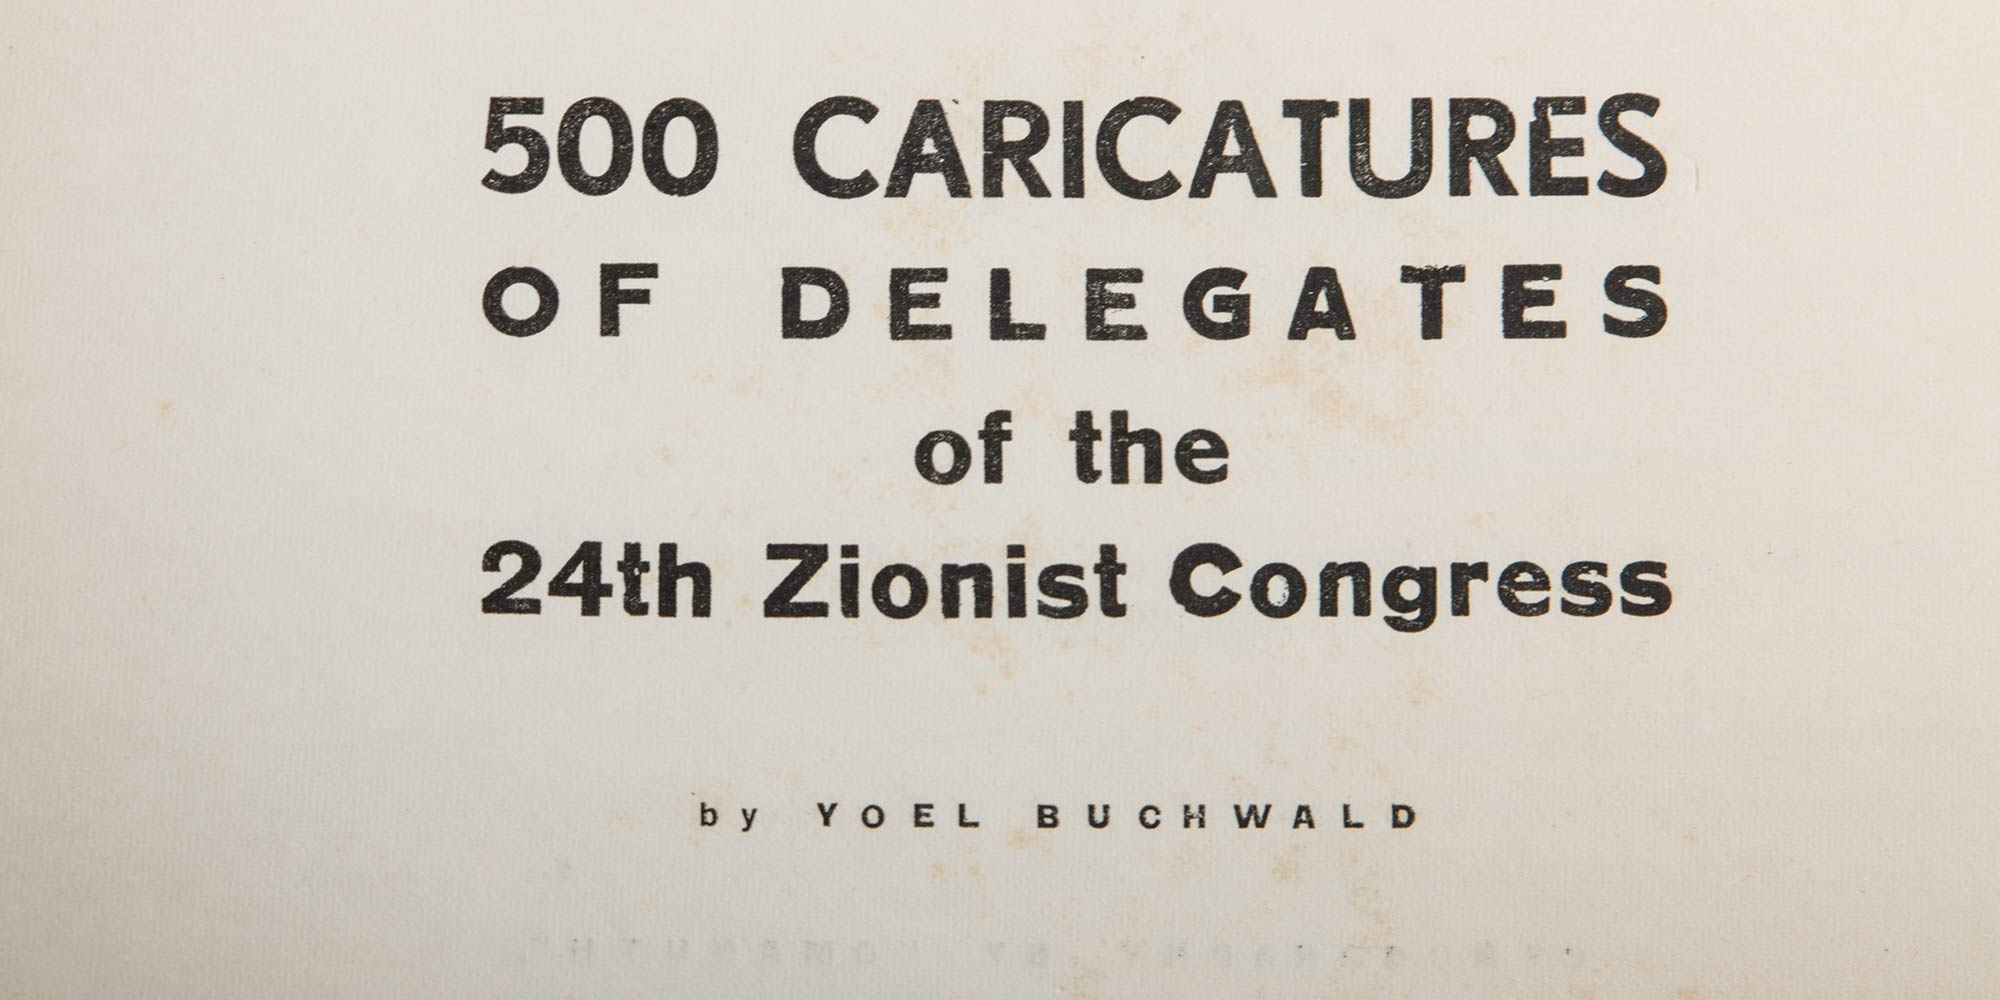 500 CARICATURES
OF DELEGATES
of the
24th Zionist Congress
by YOEL BUCHWALD